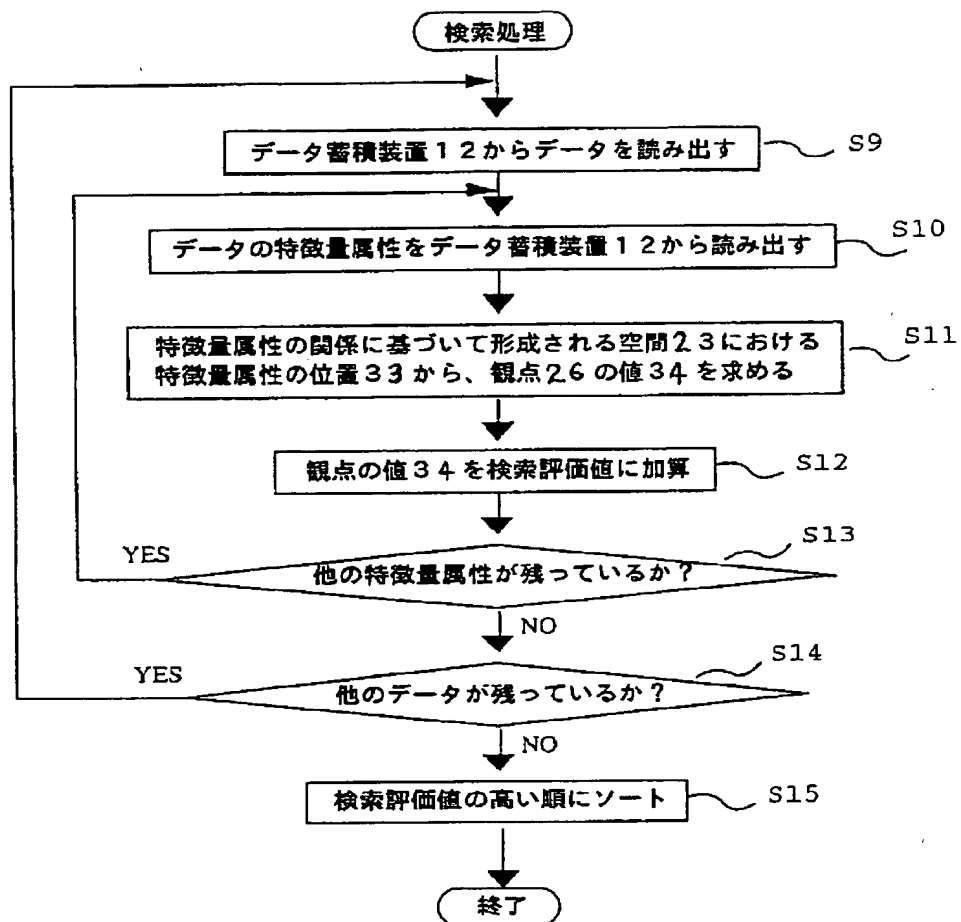 検索処理
データ蓄積装置12からデータを読み出す
S9
データの特徴量属性をデータ蓄積装置12から読み出す
S10
特徴量属性の関係に基づいて形成される空間23における
特徴量属性の位置33から、観点26の値34を求める
S11
観点の値34を検索評価値に加算
S12
他の特徴量属性が残っているか?
S13
YES
NO
他のデータが残っているか?
S14
YES
NO
検索評価値の高い順にソート
S15
終了